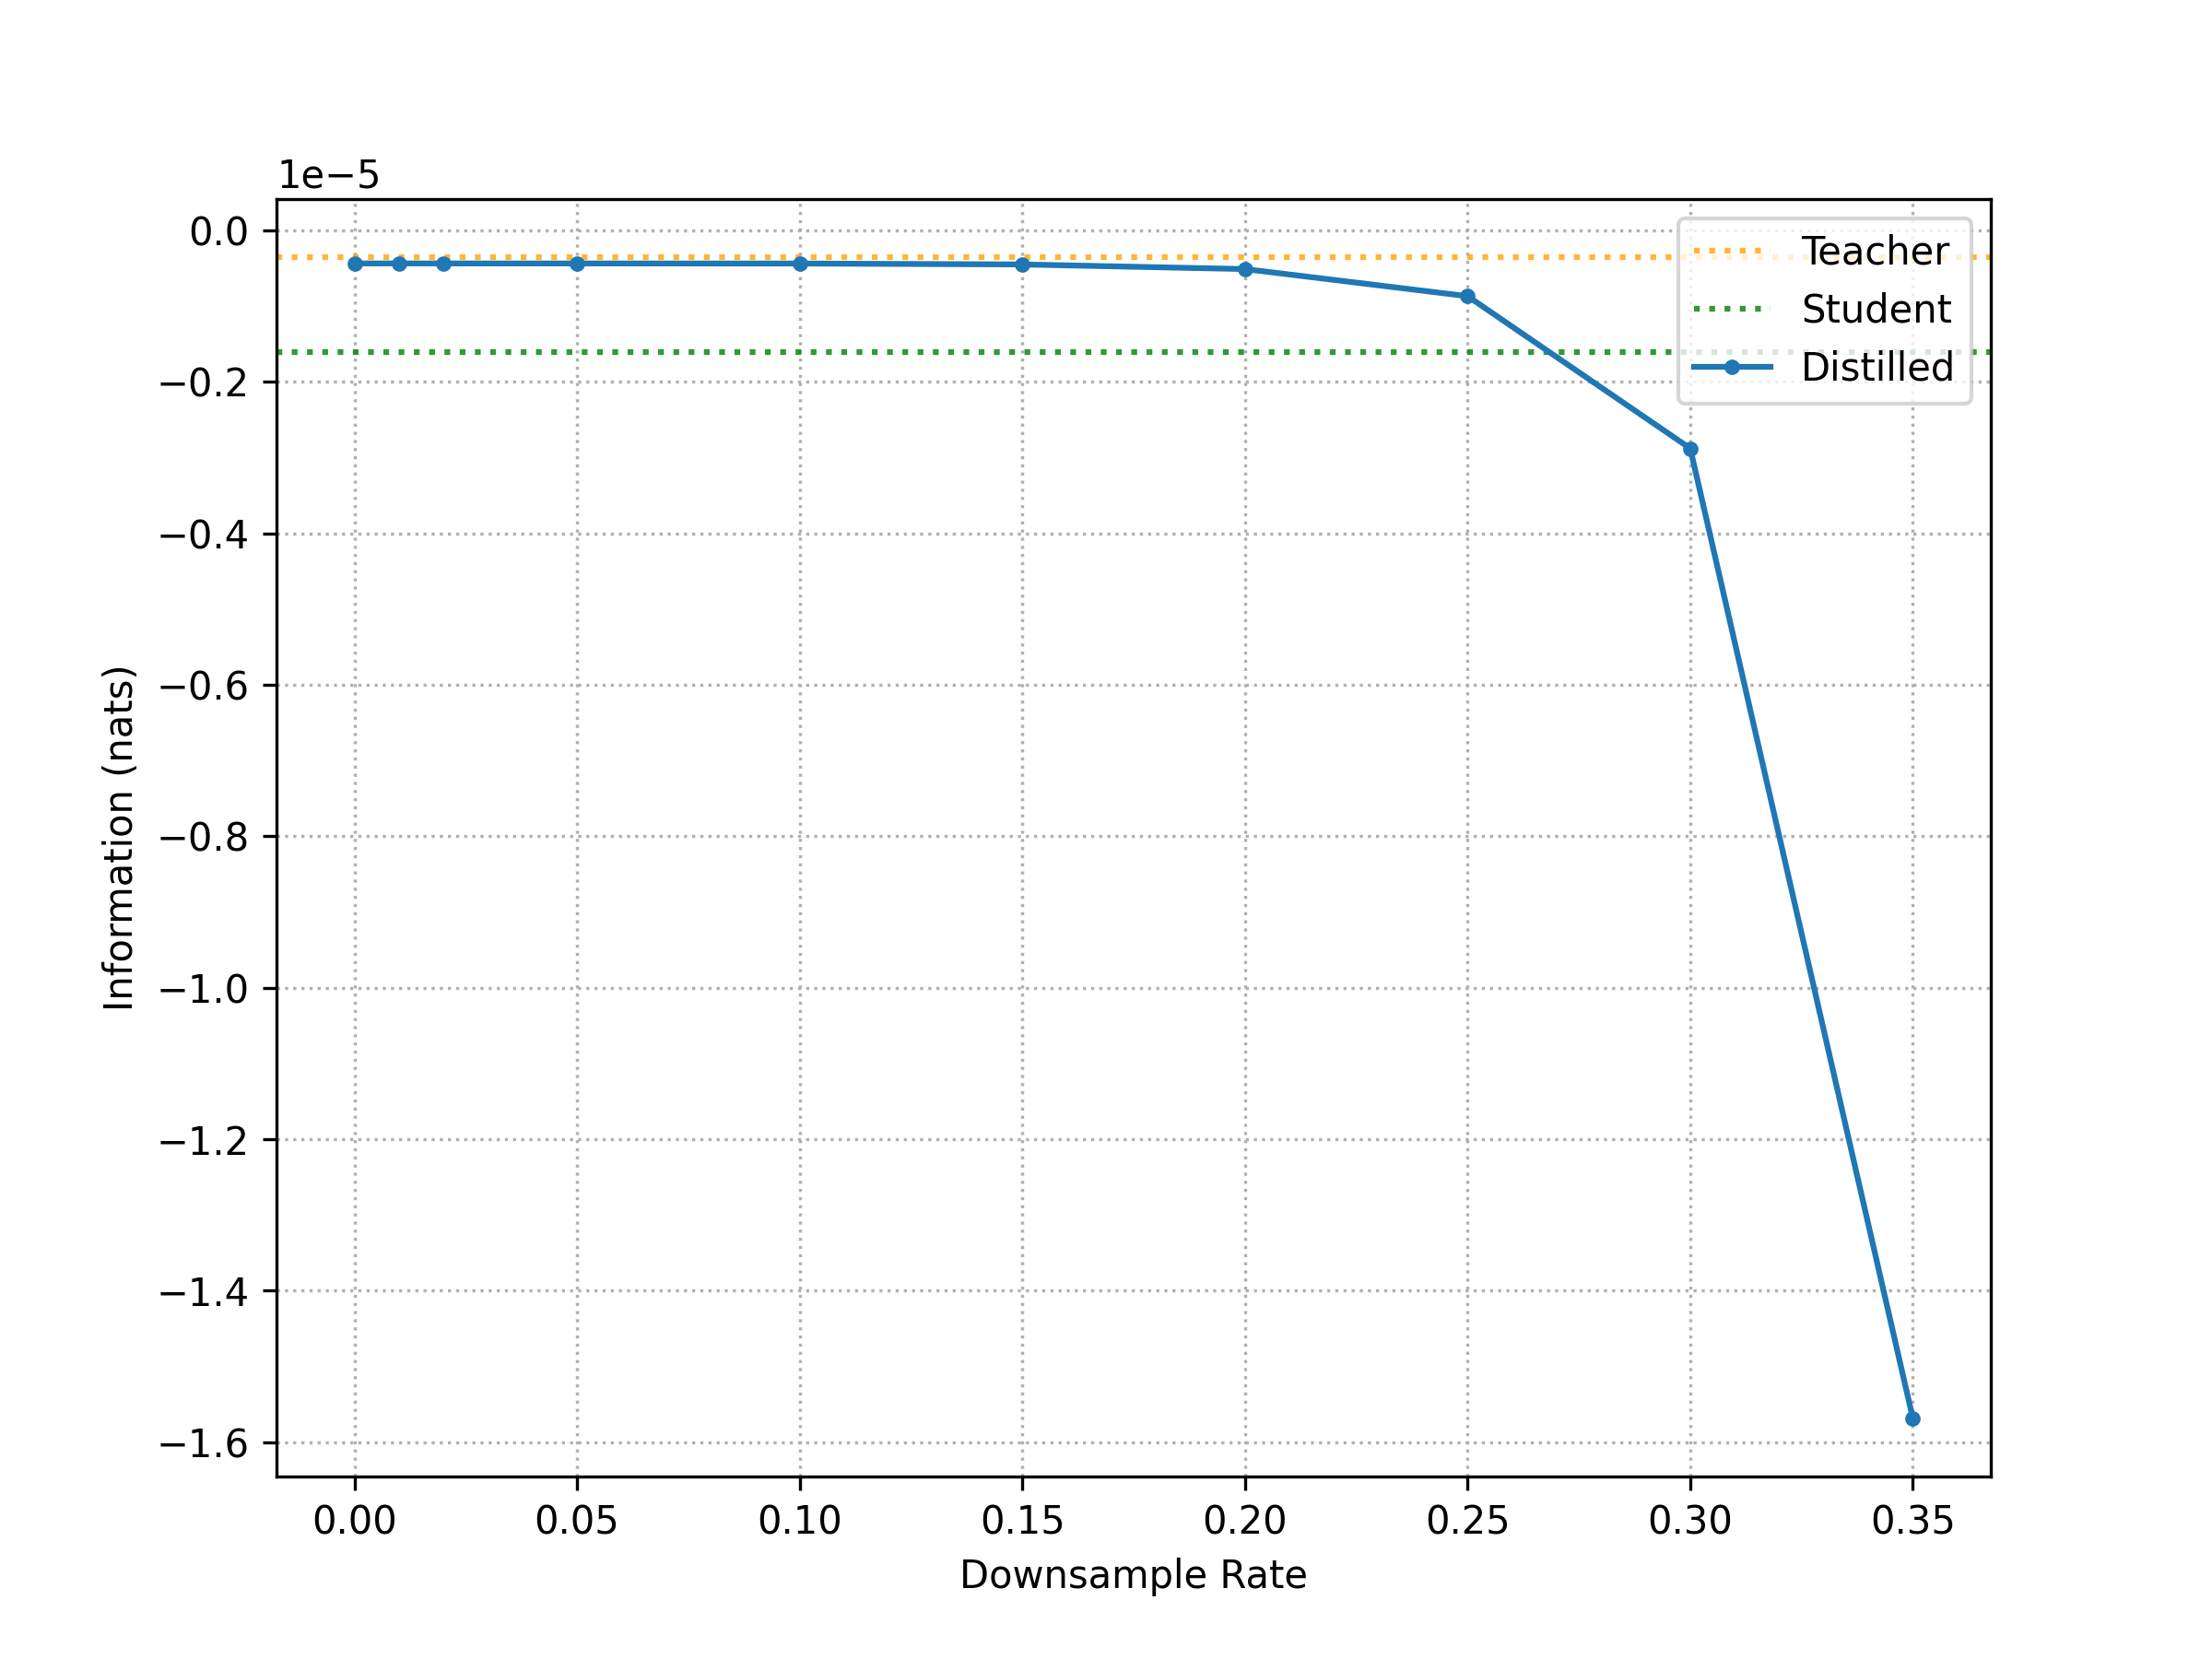 1e−5
0.0
−0.2
−0.4
−0.6
−0.8
−1.0
−1.2
−1.4
−1.6
Information (nats)
Teacher
Student
Distilled
0.00 0.05 0.10 0.15 0.20 0.25 0.30 0.35
Downsample Rate